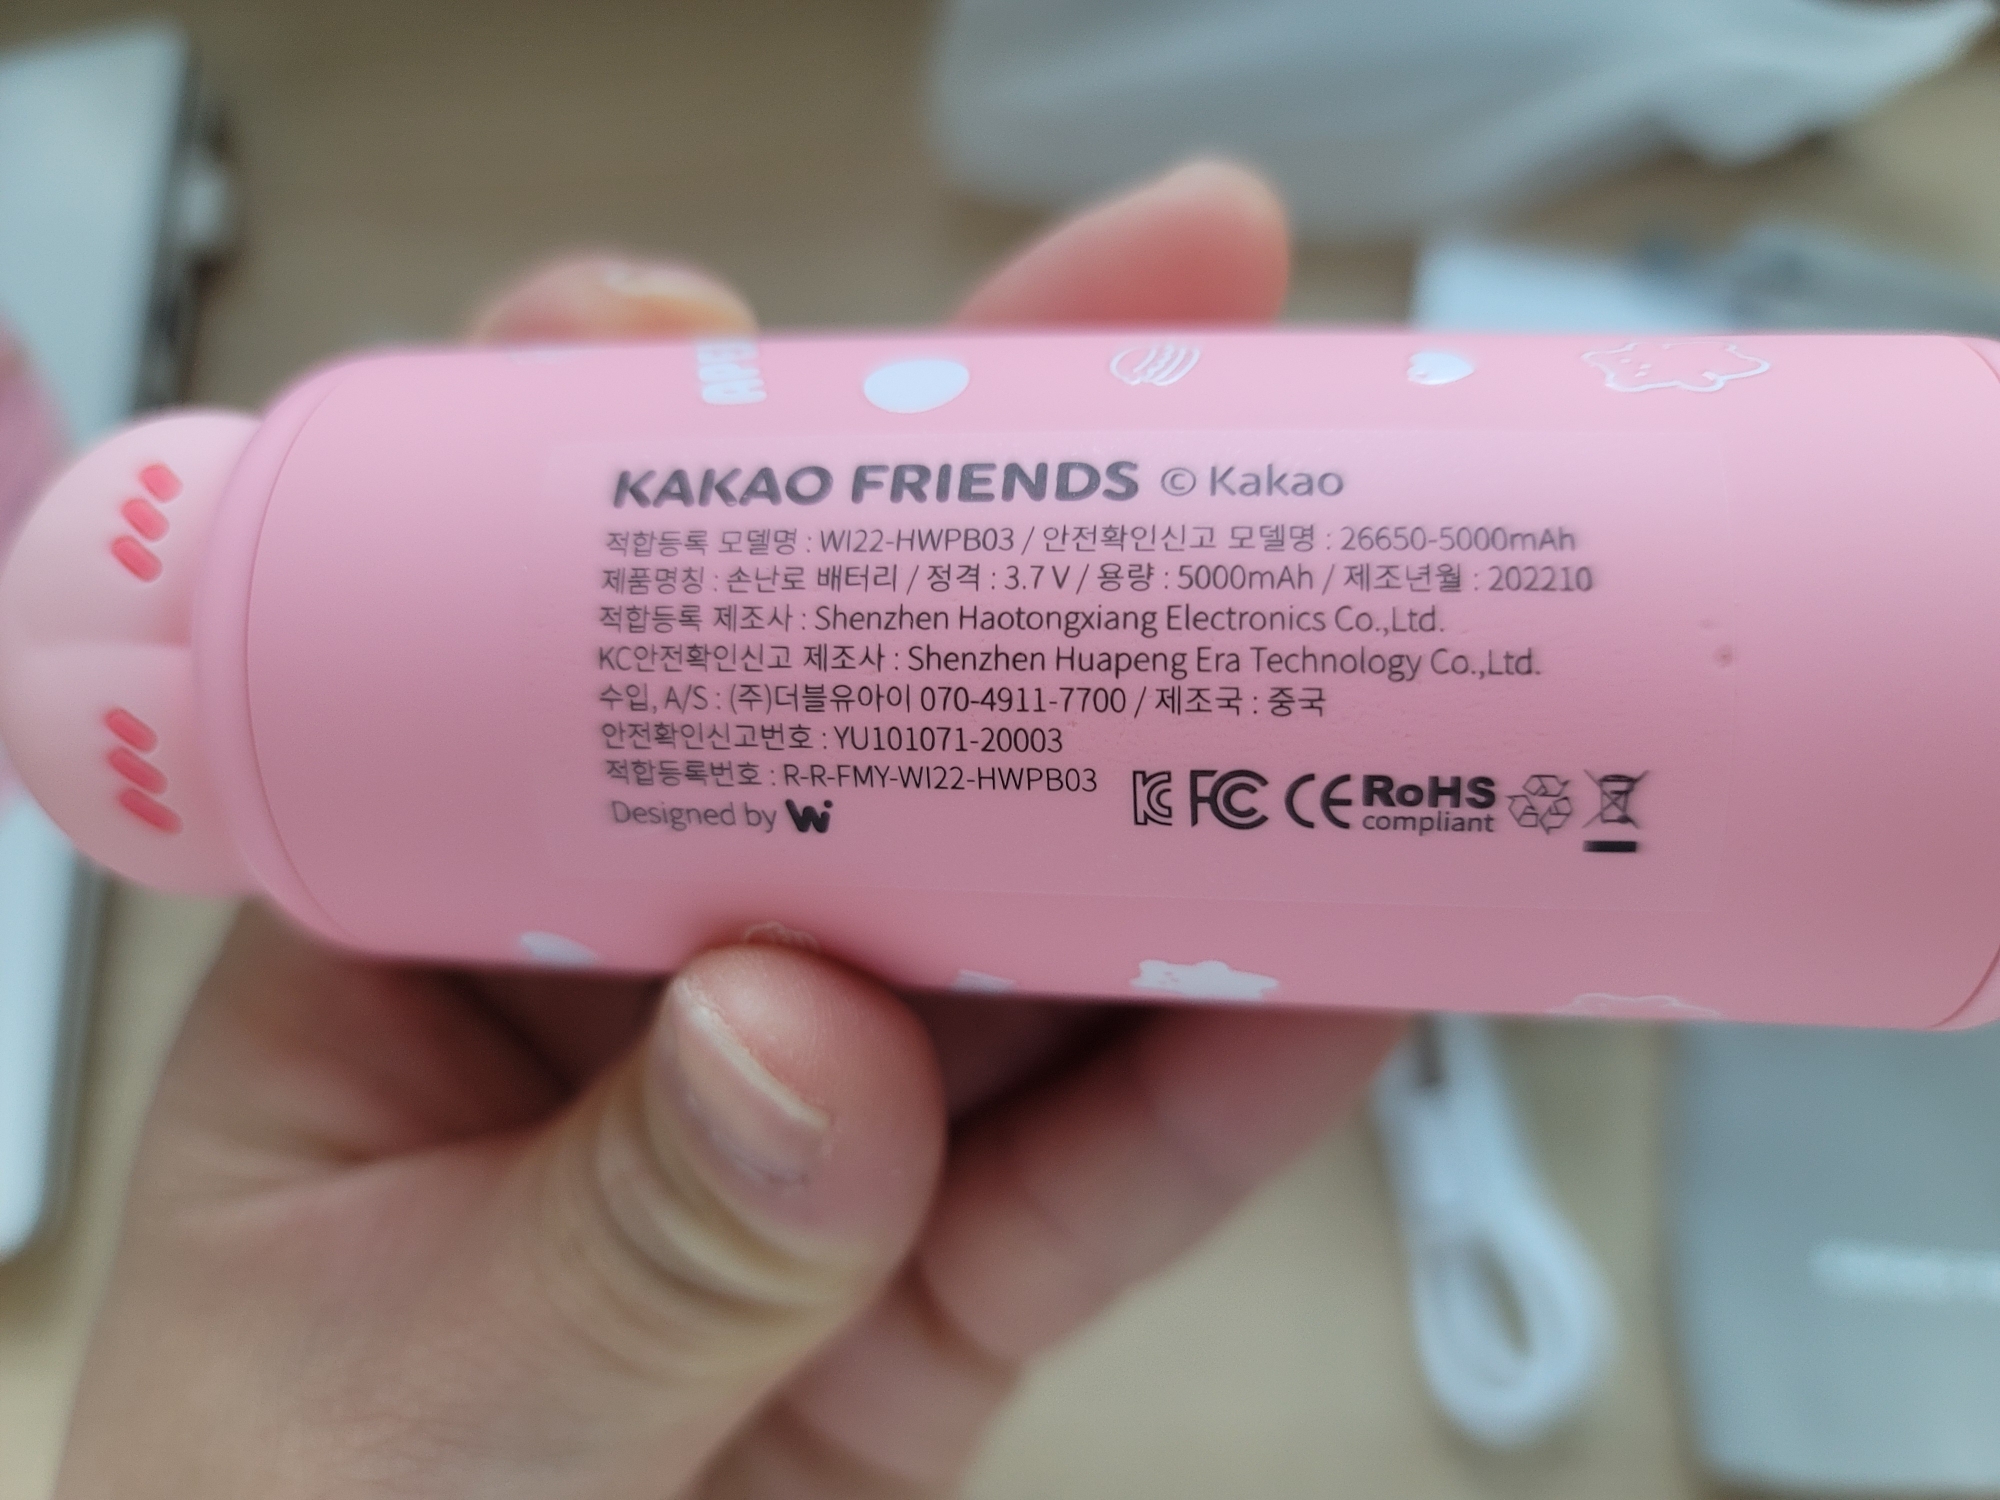 KAKAO FRIENDS © Kakao
적합등록 모델명 : WI22-HWPB03 / 안전확인신고 모델명 : 26650-5000mAh
제품명칭 : 손난로 배터리 / 정격 : 3.7V / 용량 : 5000mAh / 제조년월 : 202210
적합등록 제조사 : Shenzhen Haotongxiang Electronics Co.,Ltd.
KC안전확인신고 제조사 : Shenzhen Huapeng Era Technology Co.,Ltd.
수입, A/S : (주)더블유아이 070-4911-7700 / 제조국 : 중국
안전확인신고번호 : YU101071-20003
적합등록번호 : R-R-FMY-WI22-HWPB03
Designed by Wi
KC FC CE RoHS
compliant